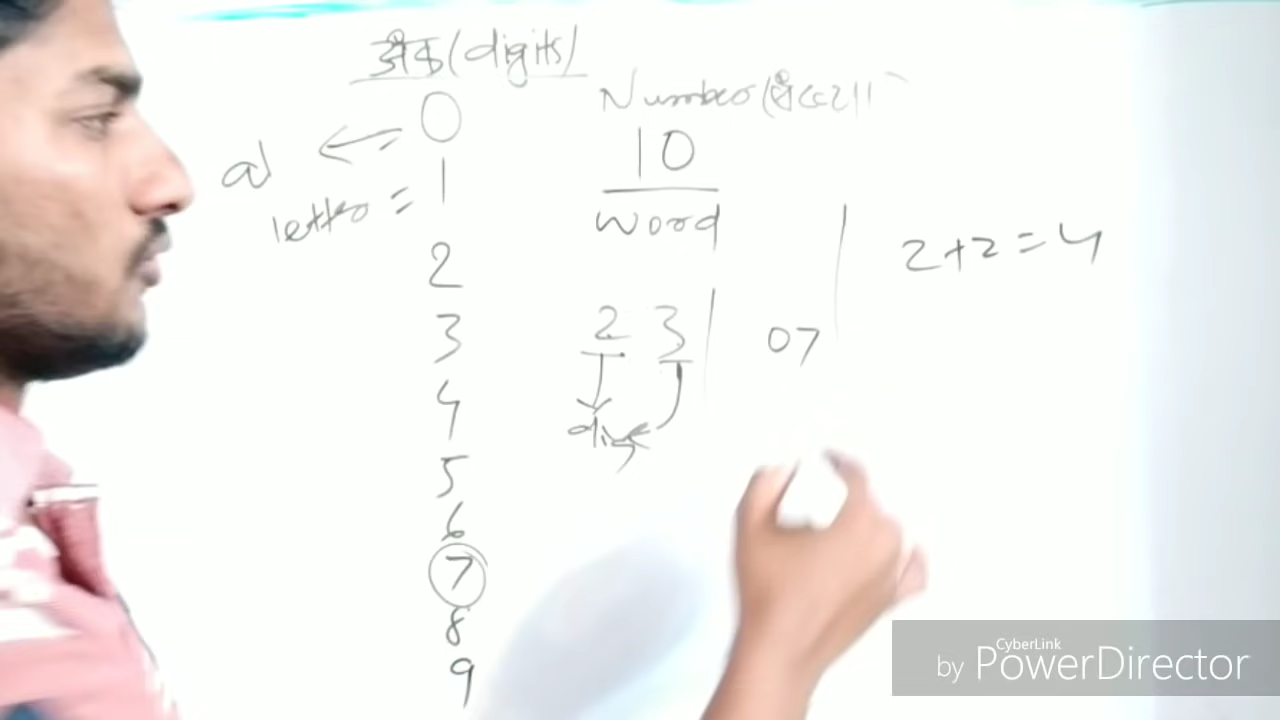 अंक (digits)
Number (संख्या)
0
10
a
letter = 1
word
2
2+2=4
3
2 3
07
4
digit
5
6
7
8
9
CyberLink
by PowerDirector